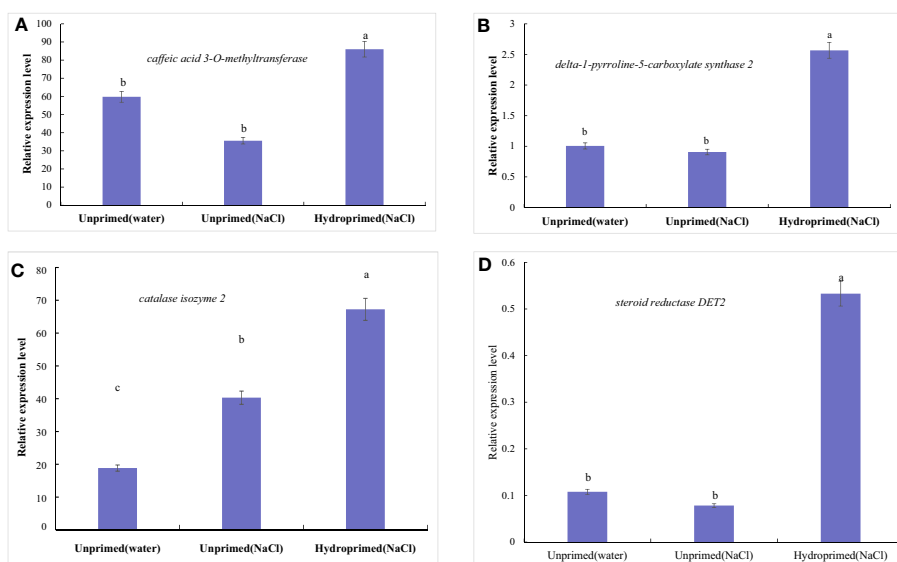 A
caffeic acid 3-O-methyltransferase
Relative expression level
100
90
80
70
60
50
40
30
20
10
0
b
b
a
Unprimed(water) Unprimed(NaCl) Hydroprimed(NaCl)
B
delta-1-pyrroline-5-carboxylate synthase 2
Relative expression level
3
2.5
2
1.5
1
0.5
0
b
b
a
Unprimed(water) Unprimed(NaCl) Hydroprimed(NaCl)
C
catalase isozyme 2
Relative expression level
80
70
60
50
40
30
20
10
0
c
b
a
Unprimed(water) Unprimed(NaCl) Hydroprimed(NaCl)
D
steroid reductase DET2
Relative expression level
0.6
0.5
0.4
0.3
0.2
0.1
0
b
b
a
Unprimed(water) Unprimed(NaCl) Hydroprimed(NaCl)